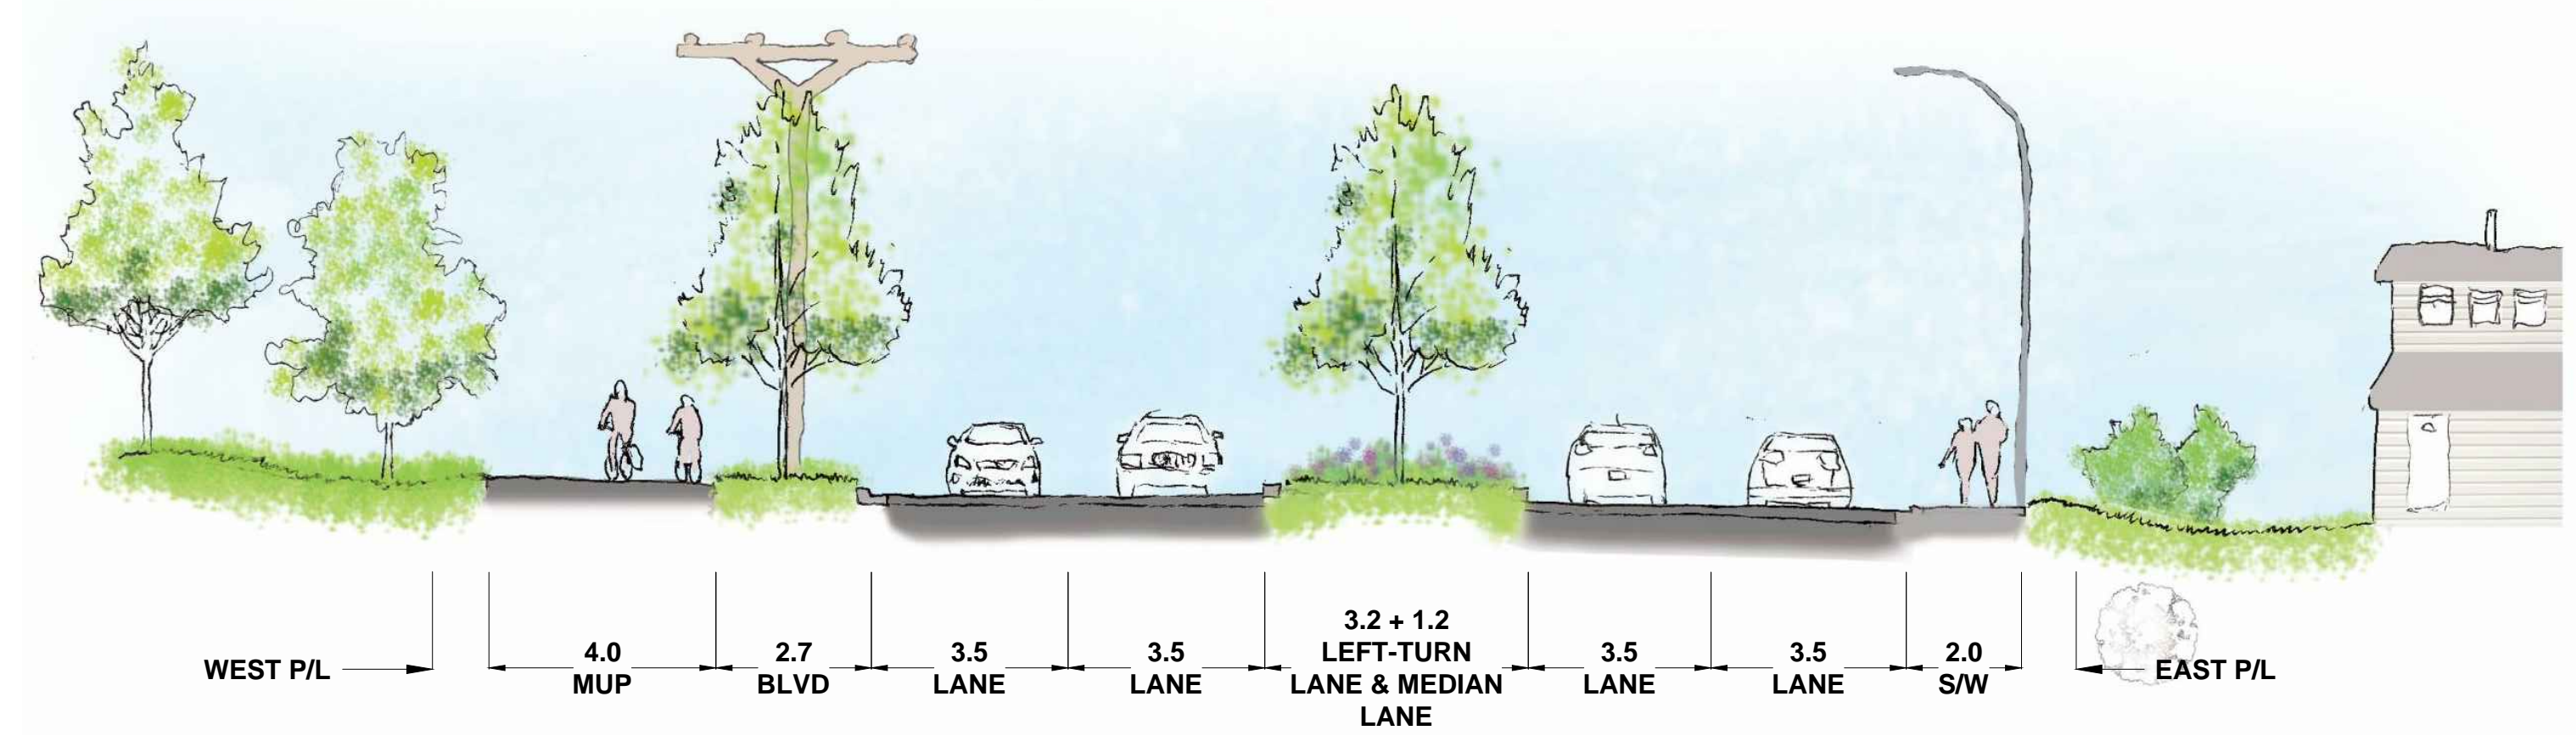 WEST P/L
4.0
MUP
2.7
BLVD
3.5
LANE
3.5
LANE
3.2 + 1.2
LEFT-TURN
LANE & MEDIAN
LANE
3.5
LANE
3.5
LANE
2.0
S/W
EAST P/L